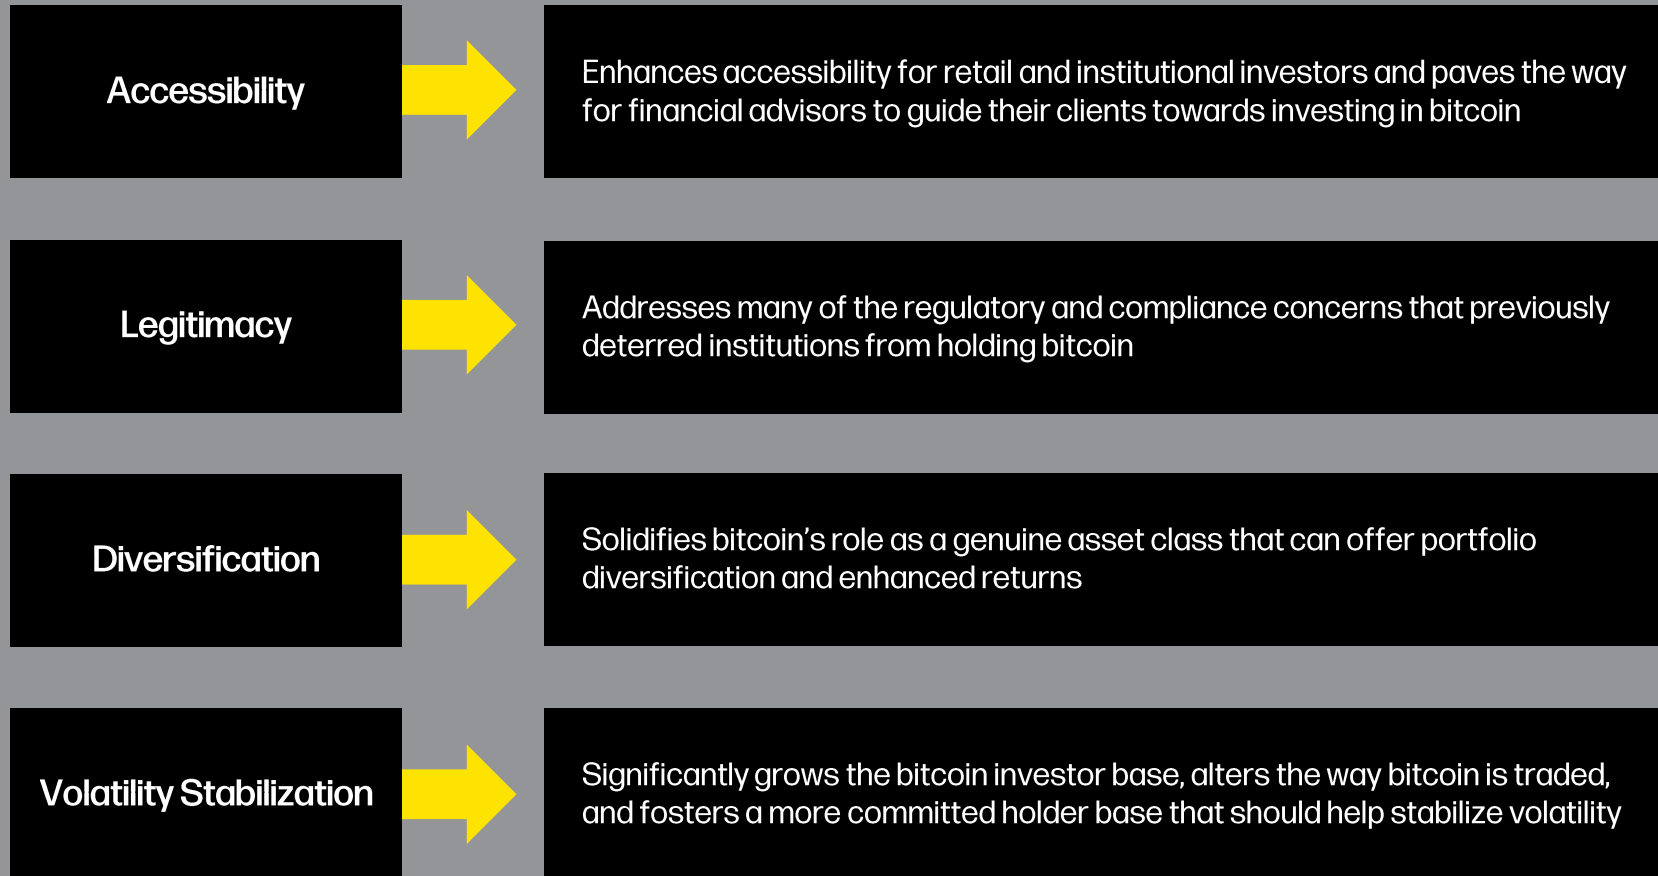 Accessibility
Enhances accessibility for retail and institutional investors and paves the way
for financial advisors to guide their clients towards investing in bitcoin
Legitimacy
Addresses many of the regulatory and compliance concerns that previously
deterred institutions from holding bitcoin
Diversification
Solidifies bitcoin’s role as a genuine asset class that can offer portfolio
diversification and enhanced returns
Volatility Stabilization
Significantly grows the bitcoin investor base, alters the way bitcoin is traded,
and fosters a more committed holder base that should help stabilize volatility